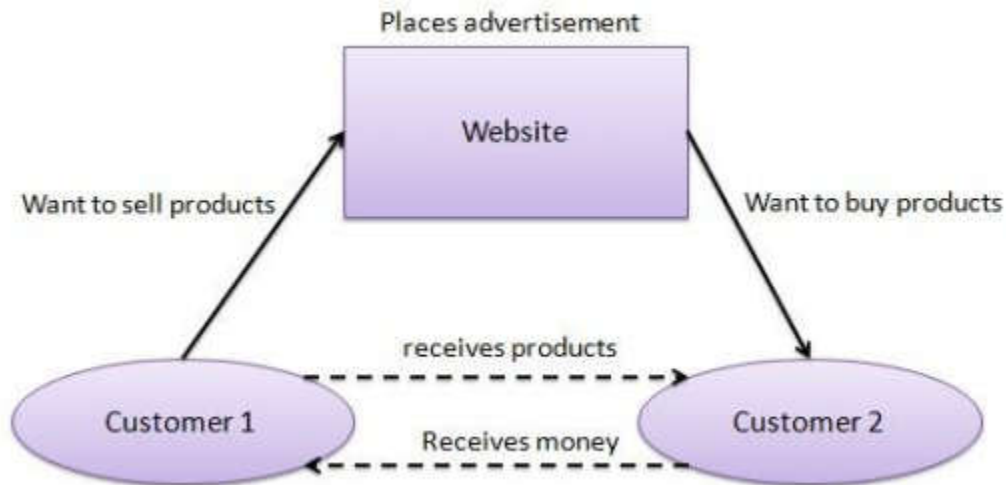 Places advertisement
Website
Want to sell products
Want to buy products
receives products
Customer 1
Customer 2
Receives money